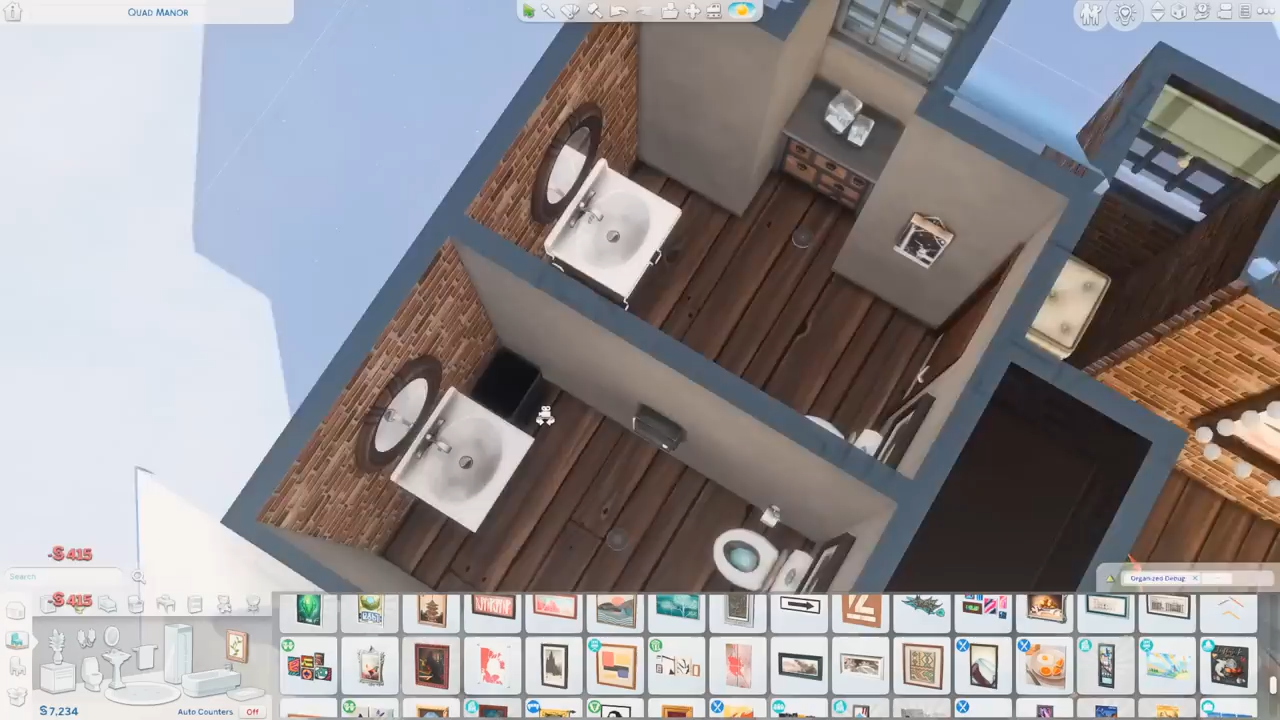 QUAD MANOR
-§415
Search
-§415
Organized Debug
§7,234
Auto Counters
Off